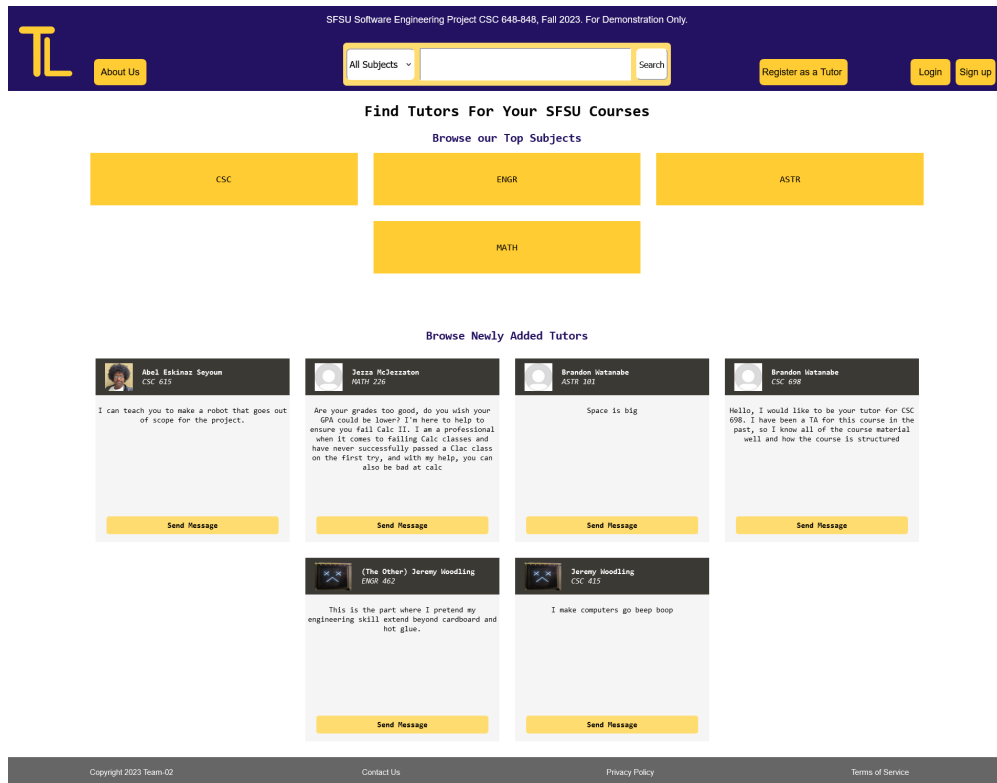 SFSU Software Engineering Project CSC 648-848, Fall 2023. For Demonstration Only.
TL
About Us
All Subjects
Search
Register as a Tutor
Login
Sign up
Find Tutors For Your SFSU Courses
Browse our Top Subjects
CSC
ENGR
ASTR
MATH
Browse Newly Added Tutors
Abel Eskinaz Seyoum
CSC 615
I can teach you to make a robot that goes out
of scope for the project.
Send Message
Jezza McJezzaton
MATH 226
Are your grades too good, do you wish your
GPA could be lower? I'm here to help to
ensure you fail Calc II. I am a professional
when it comes to failing Calc classes and
have never successfully passed a Clac class
on the first try, and with my help, you can
also be bad at calc
Send Message
Brandon Watanabe
ASTR 101
Space is big
Send Message
Brandon Watanabe
CSC 698
Hello, I would like to be your tutor for CSC
698. I have been a TA for this course in the
past, so I know all of the course material
well and how the course is structured
Send Message
(The Other) Jeremy Woodling
ENGR 462
This is the part where I pretend my
engineering skill extend beyond cardboard and
hot glue.
Send Message
Jeremy Woodling
CSC 415
I make computers go beep boop
Send Message
Copyright 2023 Team-02
Contact Us
Privacy Policy
Terms of Service